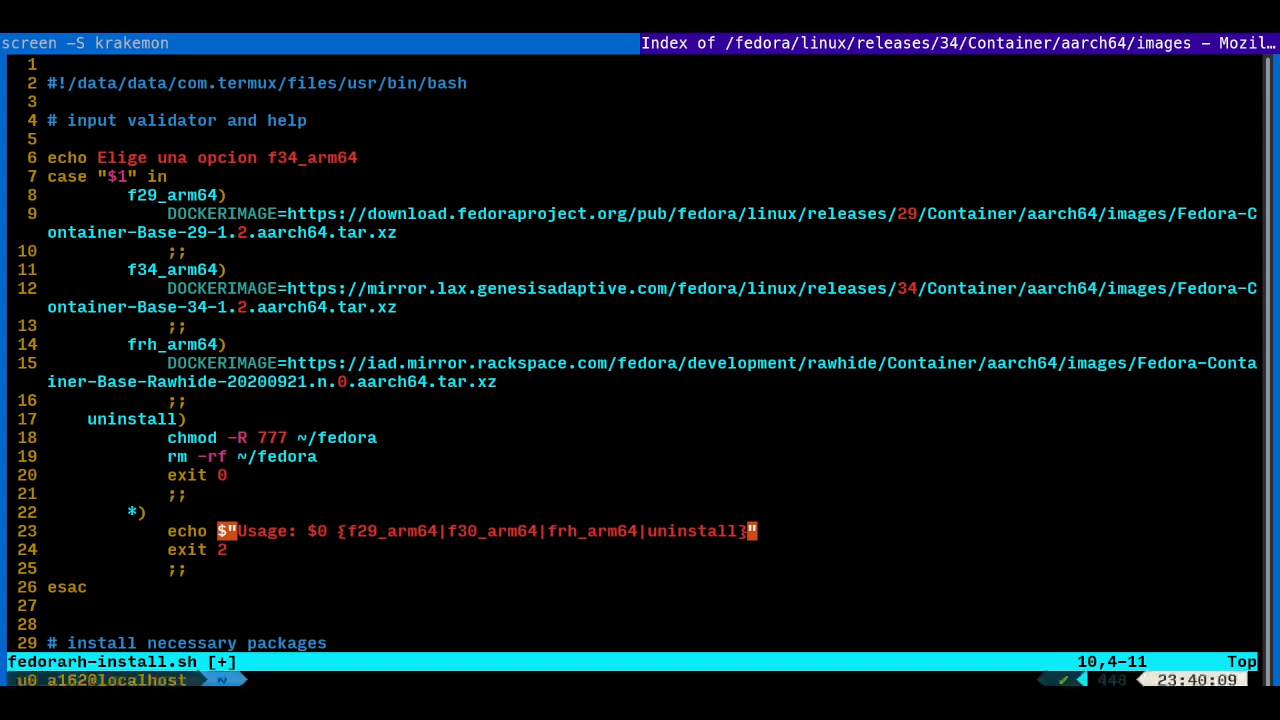 screen -S krakemon
Index of /fedora/linux/releases/34/Container/aarch64/images — Mozil…
1
2 #!/data/data/com.termux/files/usr/bin/bash
3
4 # input validator and help
5
6 echo Elige una opcion f34_arm64
7 case "$1" in
8 f29_arm64)
9 DOCKERIMAGE=https://download.fedoraproject.org/pub/fedora/linux/releases/29/Container/aarch64/images/Fedora-C
ontainer-Base-29-1.2.aarch64.tar.xz
10 ;;
11 f34_arm64)
12 DOCKERIMAGE=https://mirror.lax.genesisadaptive.com/fedora/linux/releases/34/Container/aarch64/images/Fedora-C
ontainer-Base-34-1.2.aarch64.tar.xz
13 ;;
14 frh_arm64)
15 DOCKERIMAGE=https://iad.mirror.rackspace.com/fedora/development/rawhide/Container/aarch64/images/Fedora-Conta
iner-Base-Rawhide-20200921.n.0.aarch64.tar.xz
16 ;;
17 uninstall)
18 chmod -R 777 ~/fedora
19 rm -rf ~/fedora
20 exit 0
21 ;;
22 *)
23 echo $"Usage: $0 {f29_arm64|f30_arm64|frh_arm64|uninstall}"
24 exit 2
25 ;;
26 esac
27
28
29 # install necessary packages
fedorarh-install.sh [+] 10,4-11 Top
u0_a162@localhost ~ ✓ 448 23:40:09